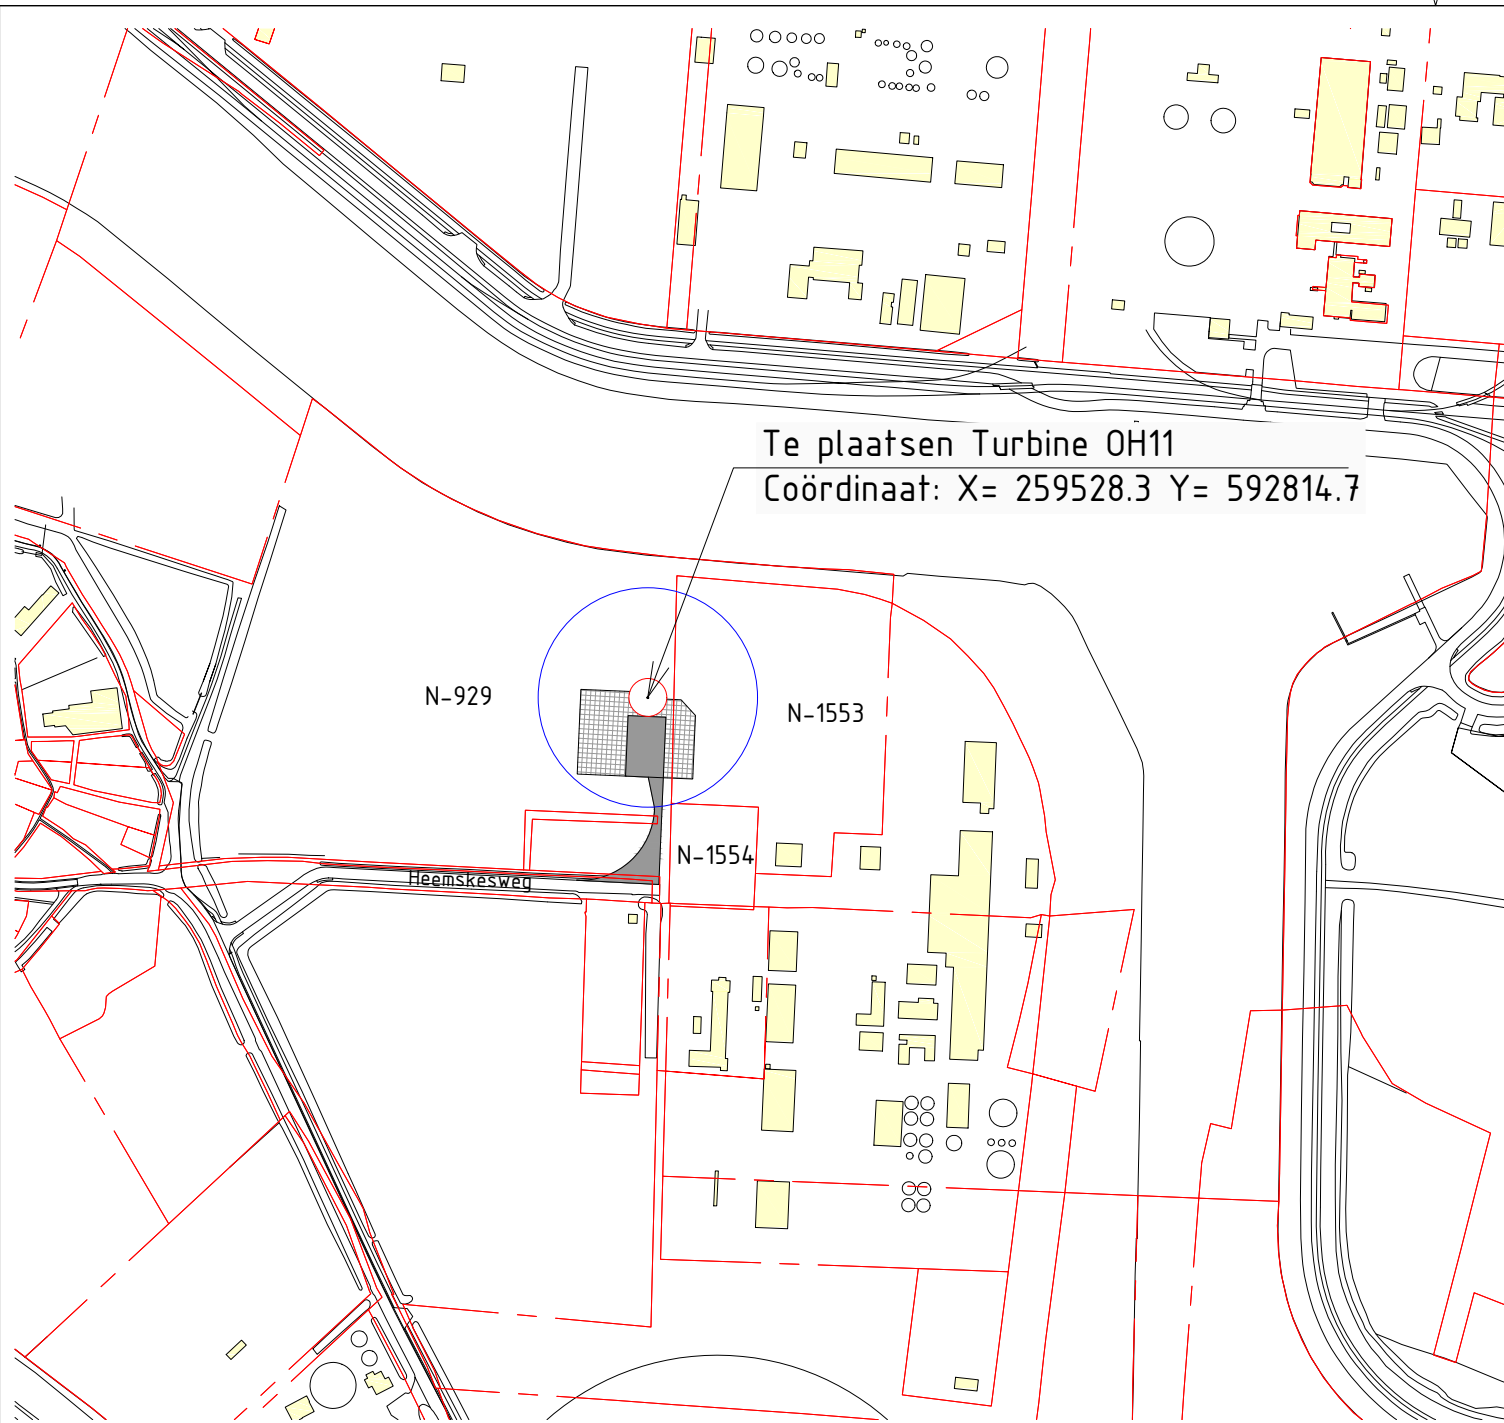 Te plaatsen Turbine OH11
Coördinaat: X= 259528.3 Y= 592814.7
N-929
N-1553
N-1554
Heemskesweg